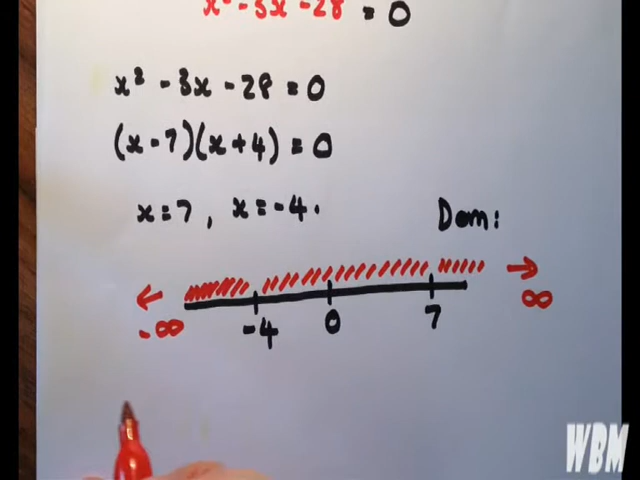 x² - 3x - 28 = 0
x² - 3x - 28 = 0
(x - 7)(x + 4) = 0
x = 7 , x = -4.
Dom:
-∞ -4 0 7 ∞
WBM